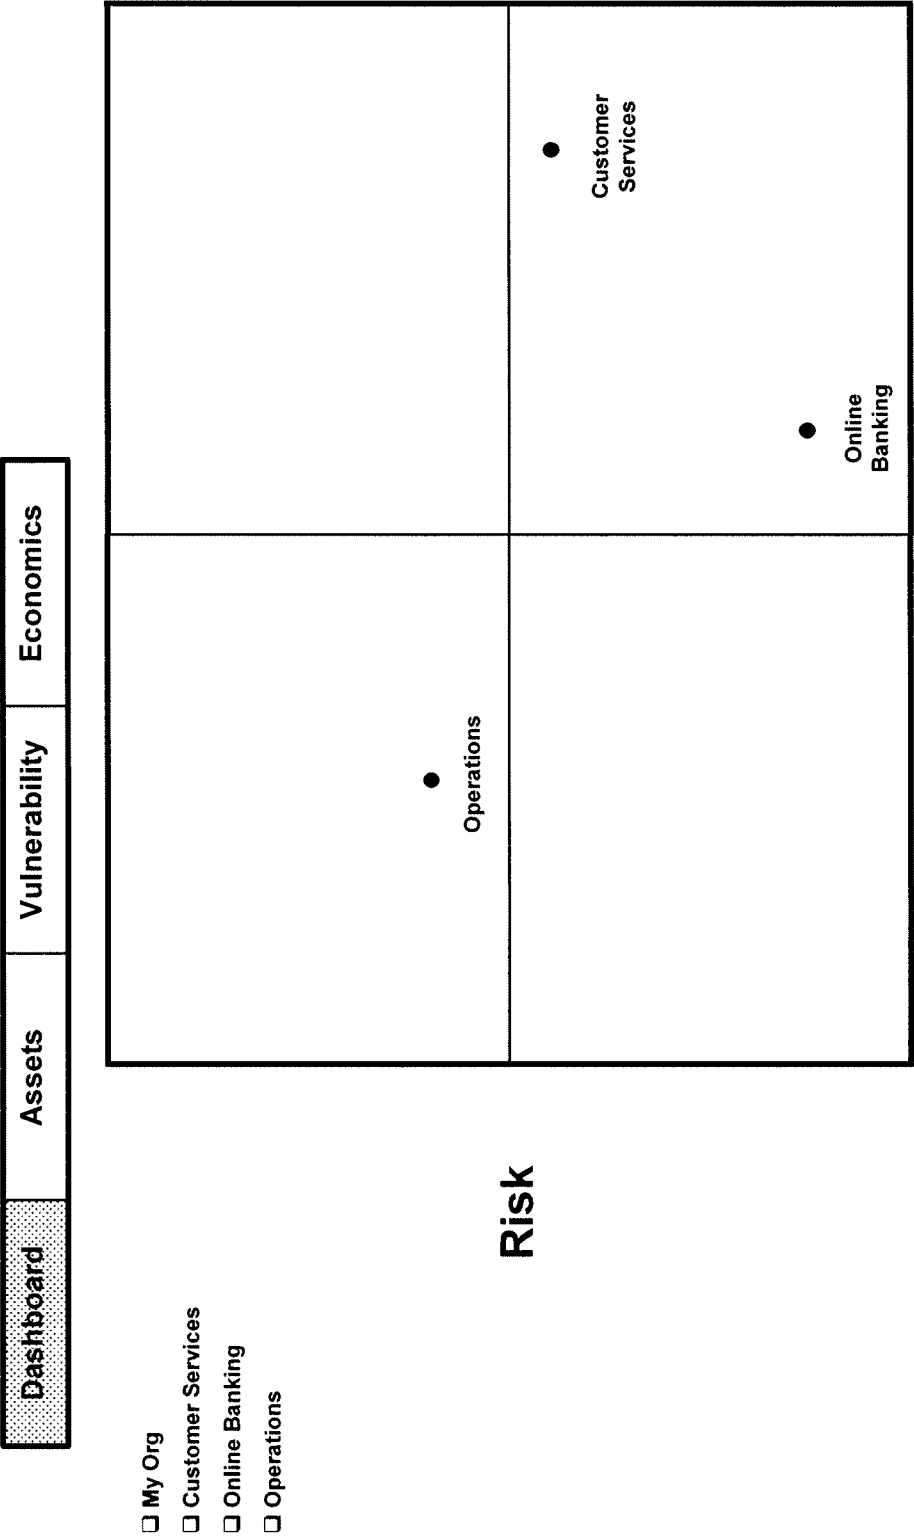 Dashboard
Assets
Vulnerability
Economics
❑ My Org
❑ Customer Services
❑ Online Banking
❑ Operations
Risk
Operations
Customer
Services
Online
Banking